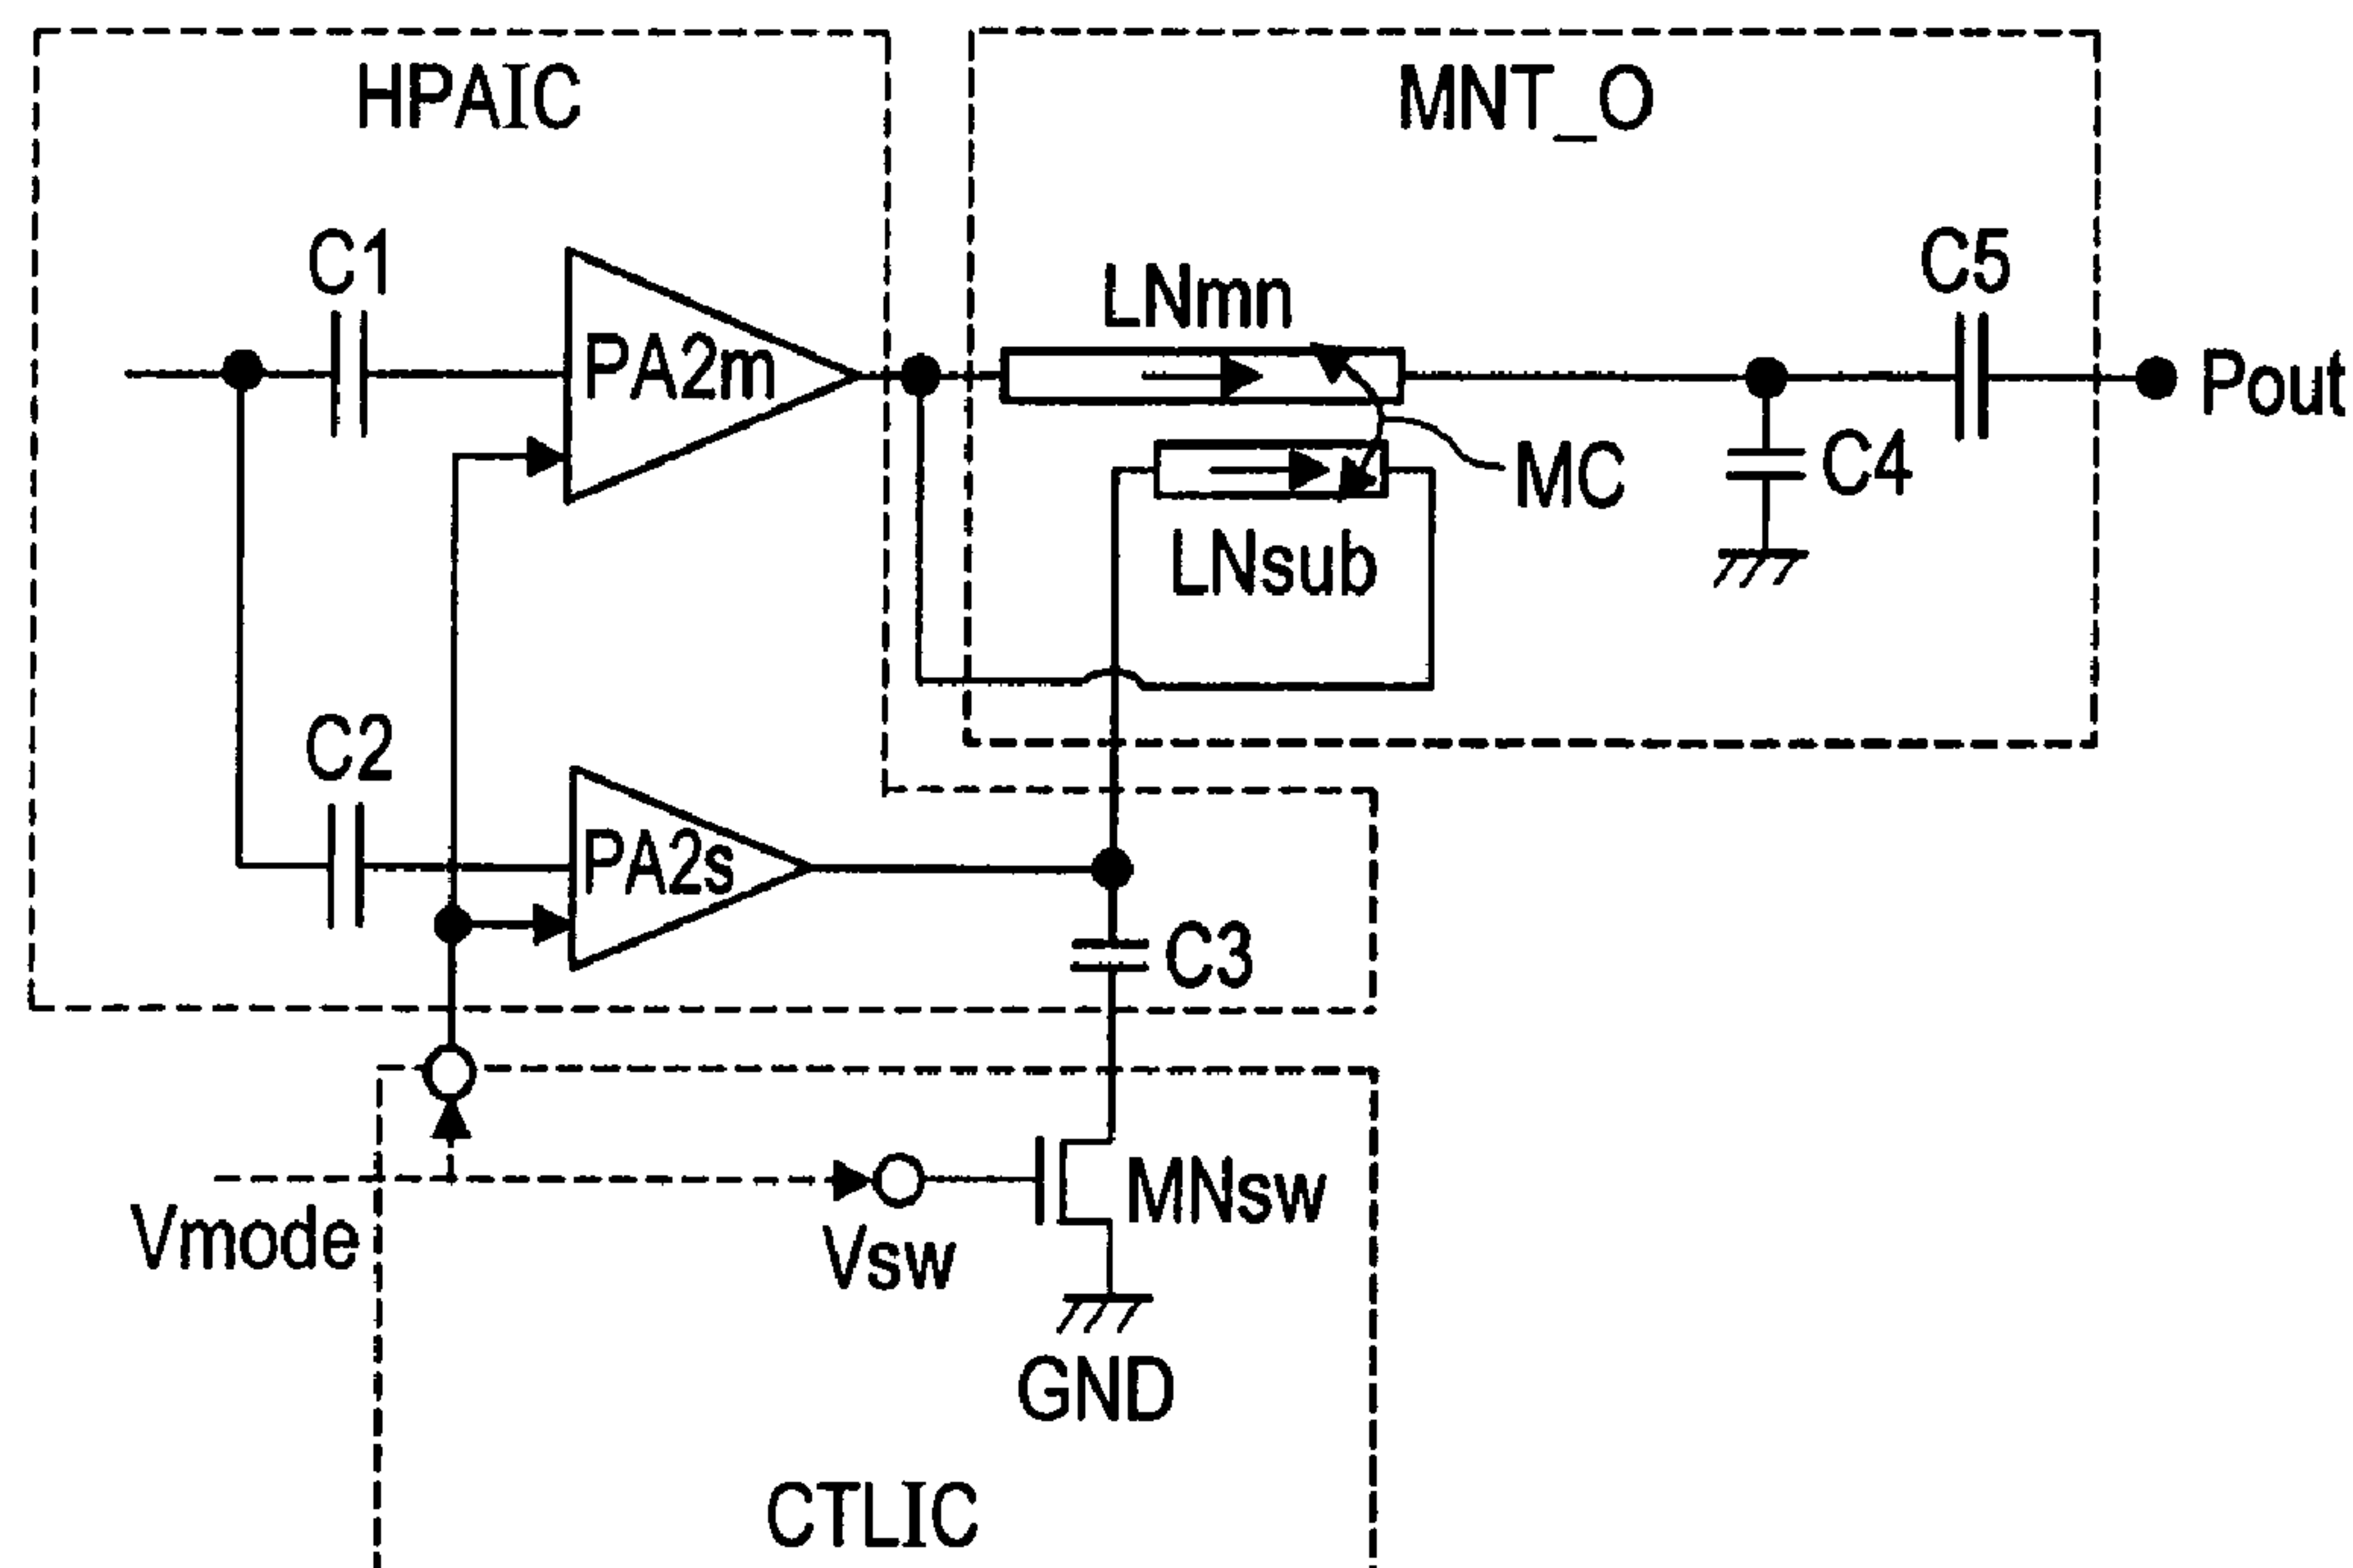 HPAIC
MNT_O
C1
C5
LNmn
PA2m
Pout
MC
C4
LNsub
C2
PA2s
C3
MNsw
Vmode
Vsw
GND
CTLIC